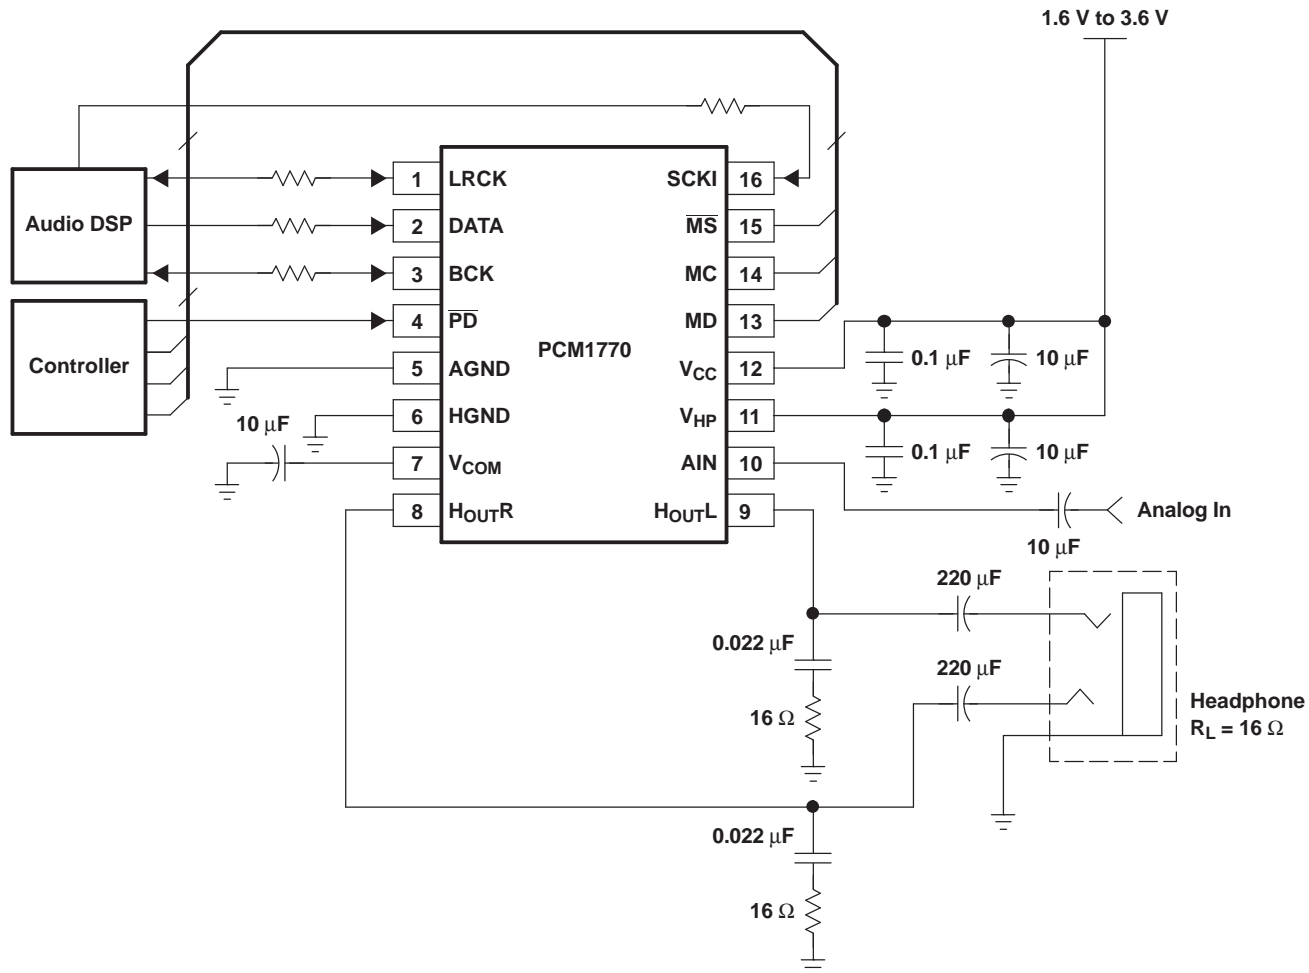 1.6 V to 3.6 V
Audio DSP
Controller
PCM1770
1 LRCK
2 DATA
3 BCK
4 P̅D̅
5 AGND
6 HGND
7 VCOM
8 HOUTR
SCKI 16
M̅S̅ 15
MC 14
MD 13
VCC 12
VHP 11
AIN 10
HOUTL 9
10 μF
0.1 μF
10 μF
0.1 μF
10 μF
Analog In
10 μF
220 μF
0.022 μF
220 μF
16 Ω
Headphone
RL = 16 Ω
0.022 μF
16 Ω